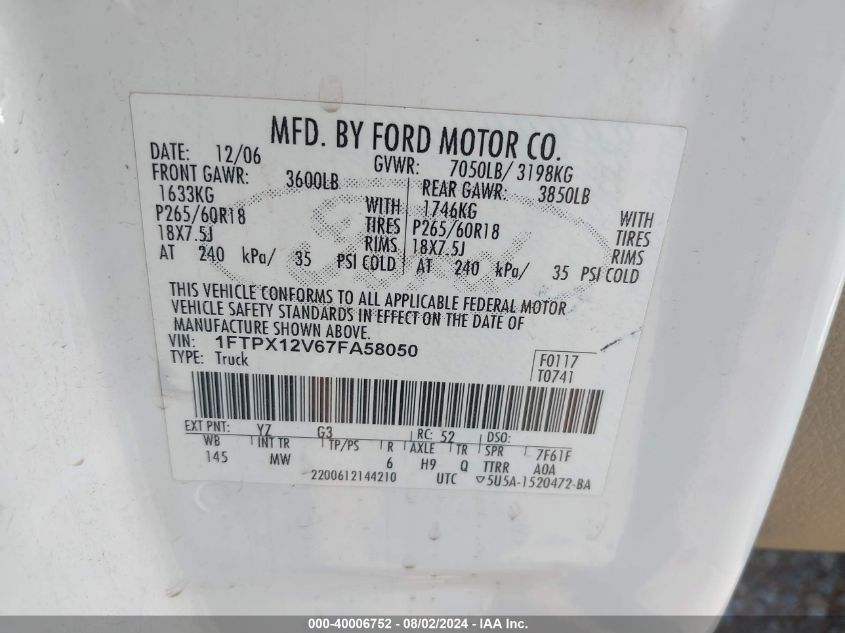 MFD. BY FORD MOTOR CO.
DATE: 12/06 GVWR: 7050LB/ 3198KG
FRONT GAWR: 3600LB REAR GAWR: 3850LB
1633KG WITH 1746KG WITH
P265/60R18 TIRES P265/60R18 TIRES
18X7.5J RIMS 18X7.5J RIMS
AT 240 kPa/ 35 PSI COLD AT 240 kPa/ 35 PSI COLD
THIS VEHICLE CONFORMS TO ALL APPLICABLE FEDERAL MOTOR
VEHICLE SAFETY STANDARDS IN EFFECT ON THE DATE OF
MANUFACTURE SHOWN ABOVE.
VIN: 1FTPX12V67FA58050
TYPE: Truck
F0117
T0741
EXT PNT: YZ G3 RC: 52 DSO:
WB INT TR TP/PS R AXLE TR SPR 7F61F
145 MW 6 H9 Q TTRR A0A
2200612144210 UTC ▽5U5A-1520472-BA
Ford
000-40006752 - 08/02/2024 - IAAI.com